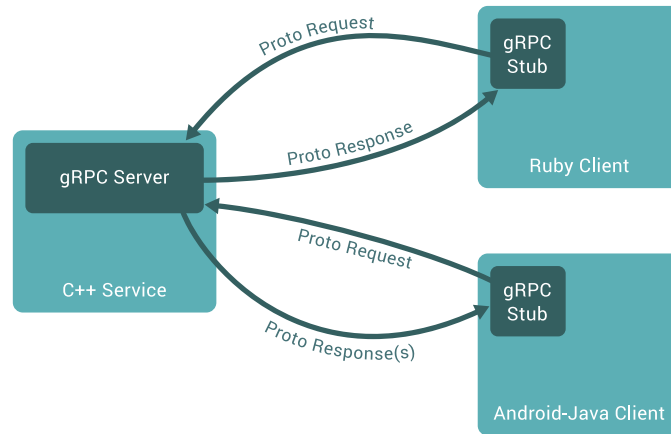 Proto Request
gRPC
Stub
Ruby Client
Proto Response
gRPC Server
C++ Service
Proto Request
Proto Response(s)
gRPC
Stub
Android-Java Client